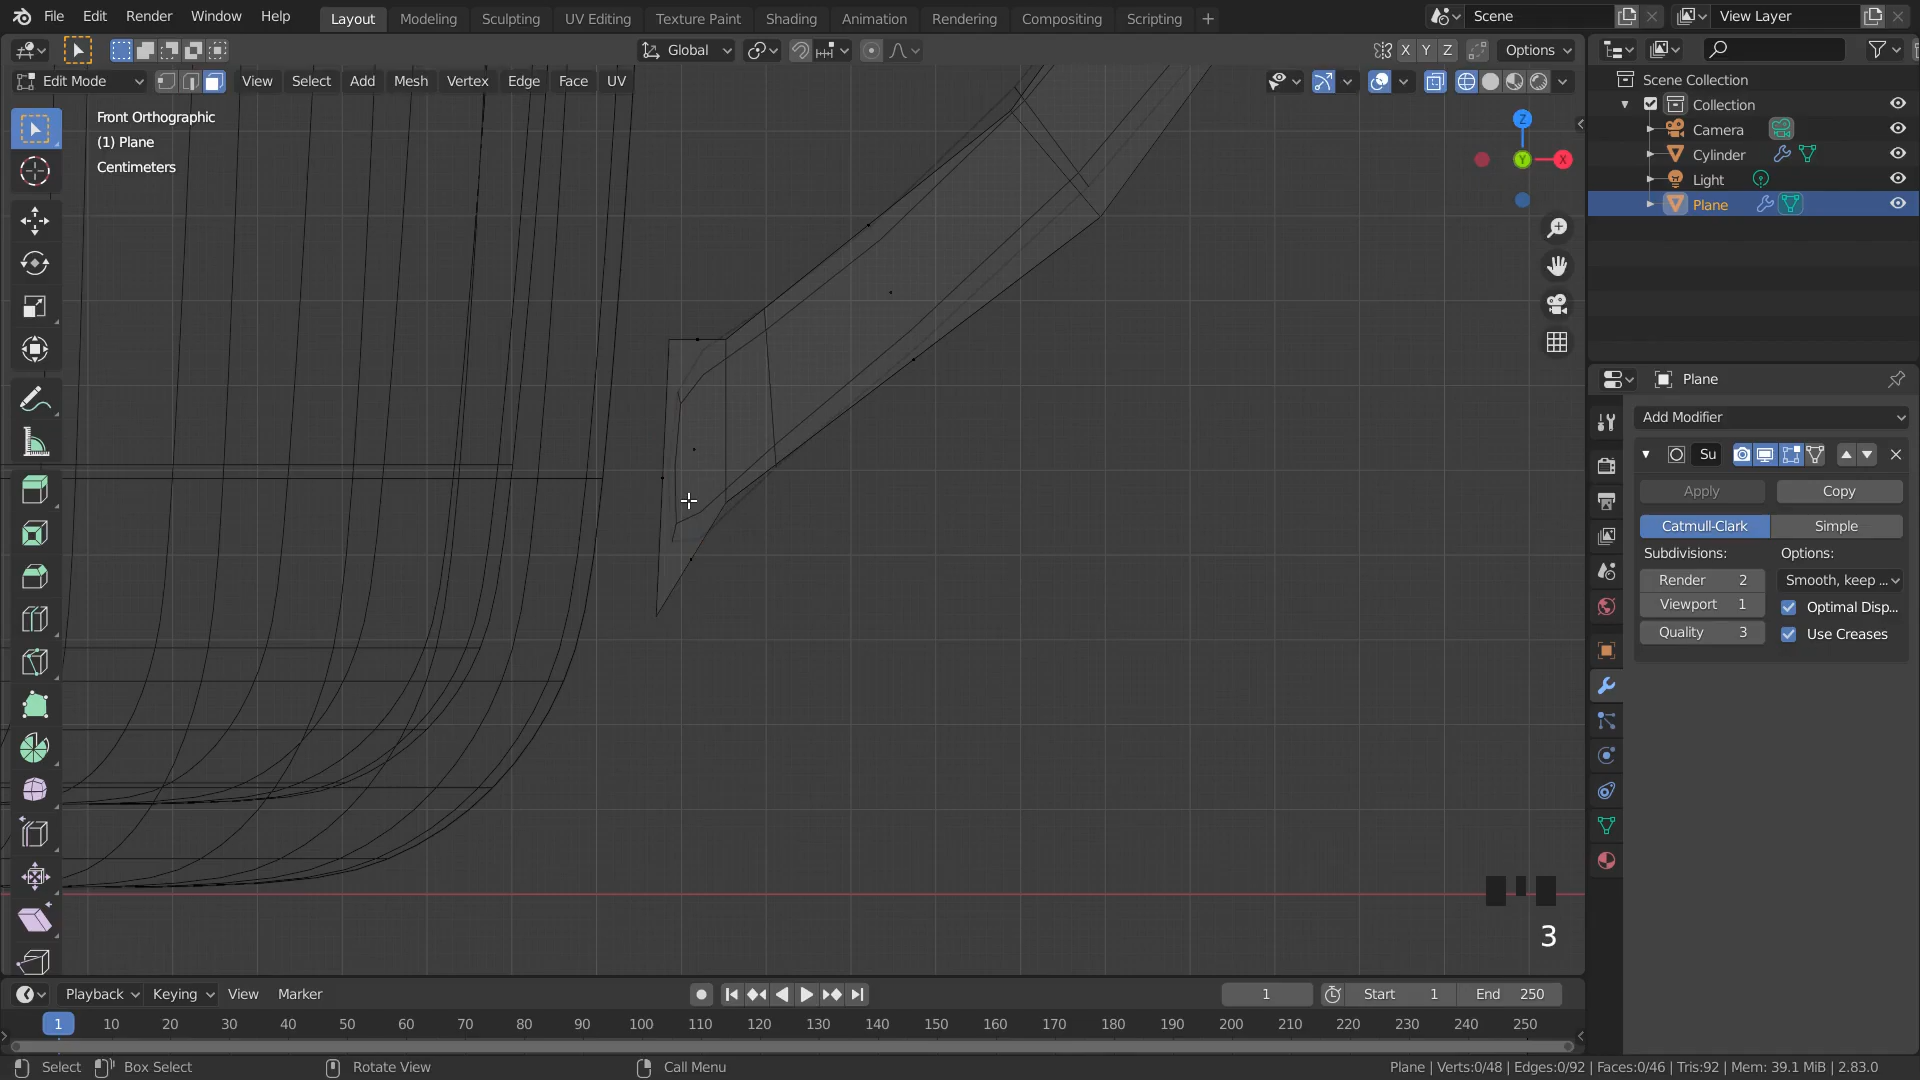 File Edit Render Window Help Layout Modeling Sculpting UV Editing Texture Paint Shading Animation Rendering Compositing Scripting + Scene View Layer
Global X Y Z Options
Edit Mode View Select Add Mesh Vertex Edge Face UV
Front Orthographic
(1) Plane
Centimeters
Z
Y
X
Scene Collection
Collection
Camera
Cylinder
Light
Plane
Plane
Add Modifier
Su
Apply Copy
Catmull-Clark Simple
Subdivisions: Options:
Render 2 Smooth, keep ...
Viewport 1 Optimal Disp...
Quality 3 Use Creases
3
Playback Keying View Marker 1 Start 1 End 250
1 10 20 30 40 50 60 70 80 90 100 110 120 130 140 150 160 170 180 190 200 210 220 230 240 250
Select Box Select Rotate View Call Menu Plane | Verts:0/48 | Edges:0/92 | Faces:0/46 | Tris:92 | Mem: 39.1 MiB | 2.83.0